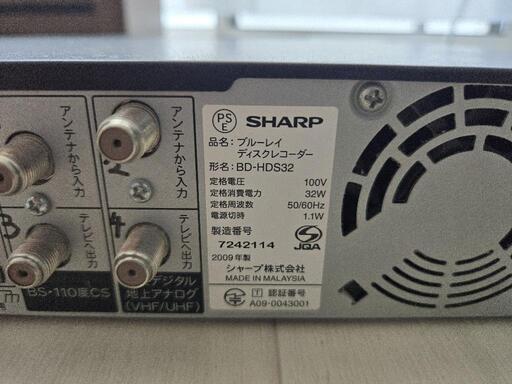 アンテナから入力
アンテナから入力
2
3
4
テレビへ出力
テレビへ出力
BS・110度CS
デジタル
地上アナログ
(VHF/UHF)
PS
E
SHARP
品名: ブルーレイ
ディスクレコーダー
形名: BD-HDS32
定格電圧 100V
定格消費電力 32W
定格周波数 50/60Hz
電源切時 1.1W
製造番号
7242114
JQA
2009年製
シャープ株式会社
MADE IN MALAYSIA
T 認証番号
A09-0043001